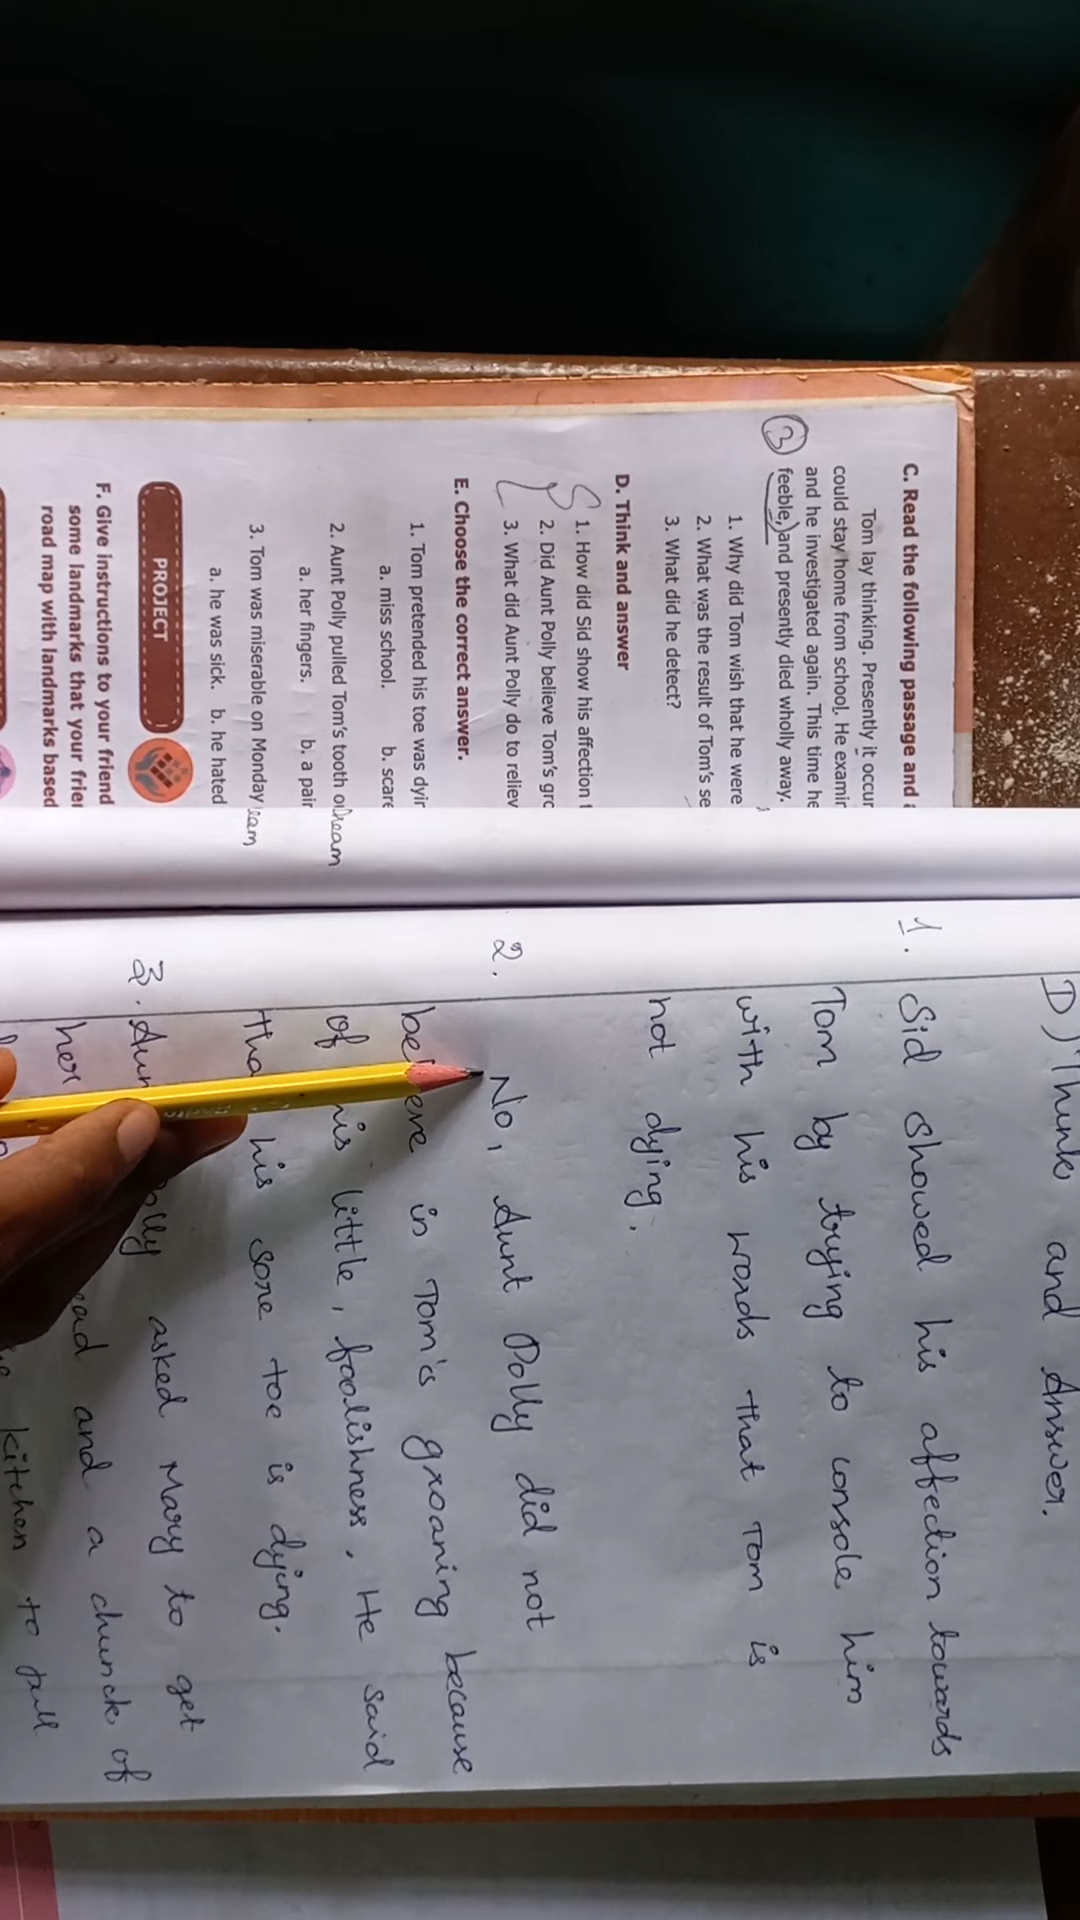 C. Read the following passage and a
Tom lay thinking. Presently it occur
could stay home from school. He examin
and he investigated again. This time he
3 feeble, and presently died wholly away.
1. Why did Tom wish that he were
2. What was the result of Tom's se
3. What did he detect?
D. Think and answer
1. How did Sid show his affection t
2. Did Aunt Polly believe Tom's gro
3. What did Aunt Polly do to reliev
E. Choose the correct answer.
1. Tom pretended his toe was dyin
a. miss school. b. scare
2. Aunt Polly pulled Tom's tooth o
a. her fingers. b. a pair
3. Tom was miserable on Monday
a. he was sick. b. he hated
PROJECT
F. Give instructions to your friend
some landmarks that your frien
road map with landmarks based
D) Think and Answer.
1. Sid showed his affection towards
Tom by trying to console him
with his words that Tom is
not dying.
2. No, Aunt Polly did not
believe in Tom's groaning because
of his little, foolishness, He said
that his sore toe is dying.
3. Aunt Polly asked Mary to get
her and a chunck of
kitchen to pull